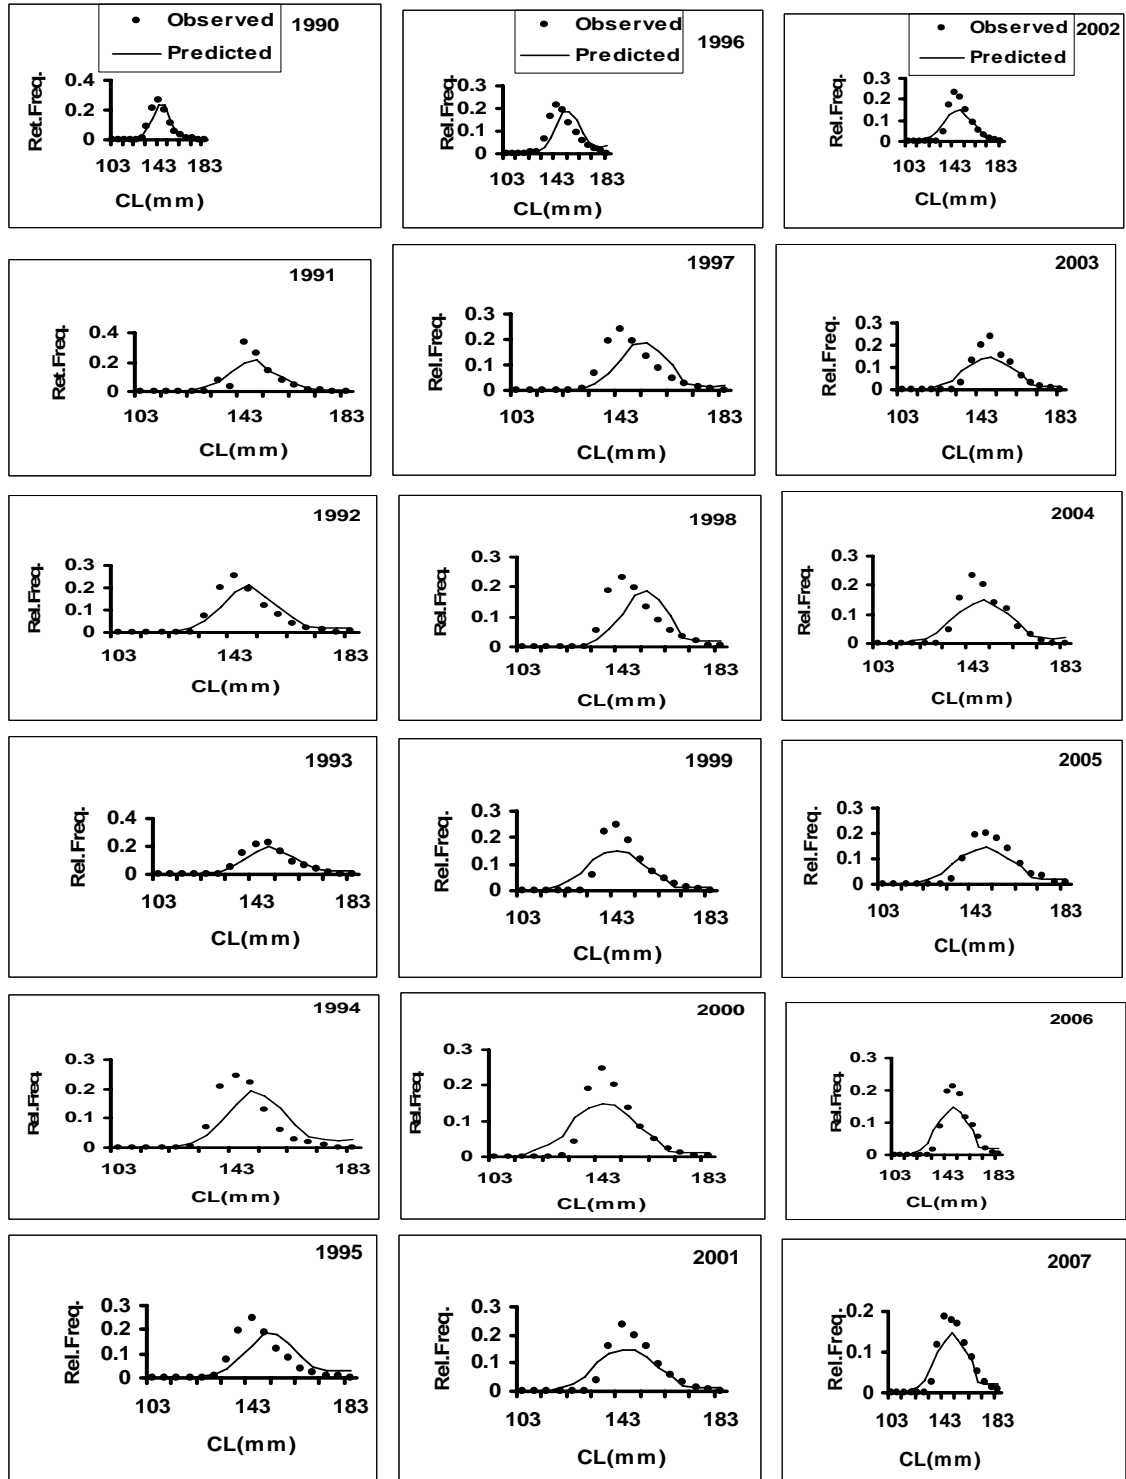 Observed
Predicted
1990
Ret.Freq.
0.4
0.2
0
103 143 183
CL(mm)
Observed
Predicted
1996
Rel.Freq.
0.3
0.2
0.1
0
103 143 183
CL(mm)
Observed
Predicted
2002
Rel.Freq.
0.3
0.2
0.1
0
103 143 183
CL(mm)
1991
Ret.Freq.
0.4
0.2
0
103 143 183
CL(mm)
1997
Rel.Freq.
0.3
0.2
0.1
0
103 143 183
CL(mm)
2003
Rel.Freq.
0.3
0.2
0.1
0
103 143 183
CL(mm)
1992
Rel.Freq.
0.3
0.2
0.1
0
103 143 183
CL(mm)
1998
Rel.Freq.
0.3
0.2
0.1
0
103 143 183
CL(mm)
2004
Rel.Freq.
0.3
0.2
0.1
0
103 143 183
CL(mm)
1993
Rel.Freq.
0.4
0.2
0
103 143 183
CL(mm)
1999
Rel.Freq.
0.3
0.2
0.1
0
103 143 183
CL(mm)
2005
Rel.Freq.
0.3
0.2
0.1
0
103 143 183
CL(mm)
1994
Rel.Freq.
0.3
0.2
0.1
0
103 143 183
CL(mm)
2000
Rel.Freq.
0.3
0.2
0.1
0
103 143 183
CL(mm)
2006
Rel.Freq.
0.3
0.2
0.1
0
103 143 183
CL(mm)
1995
Rel.Freq.
0.3
0.2
0.1
0
103 143 183
CL(mm)
2001
Rel.Freq.
0.3
0.2
0.1
0
103 143 183
CL(mm)
2007
Rel.Freq.
0.2
0.1
0
103 143 183
CL(mm)